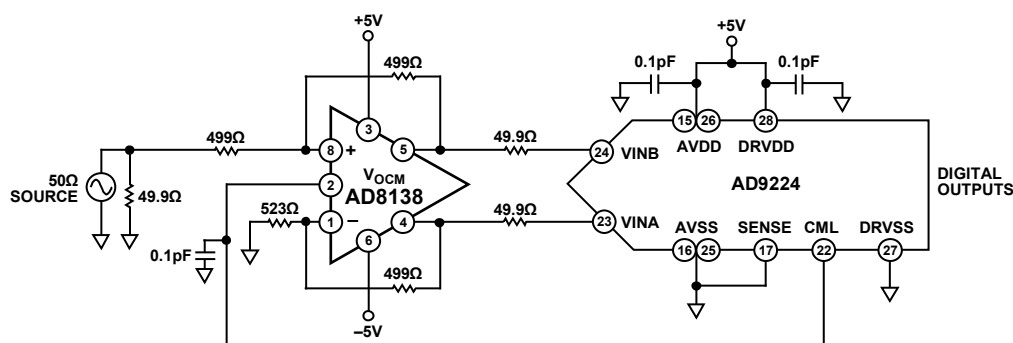 +5V
499Ω
+5V
0.1pF
0.1pF
499Ω
3
15
26
28
8
+
5
49.9Ω
24
VINB
AVDD
DRVDD
50Ω
SOURCE
49.9Ω
2
VOCM
AD8138
AD9224
DIGITAL
OUTPUTS
523Ω
1
–
4
49.9Ω
23
VINA
AVSS
SENSE
CML
DRVSS
0.1pF
6
16
25
17
22
27
499Ω
–5V